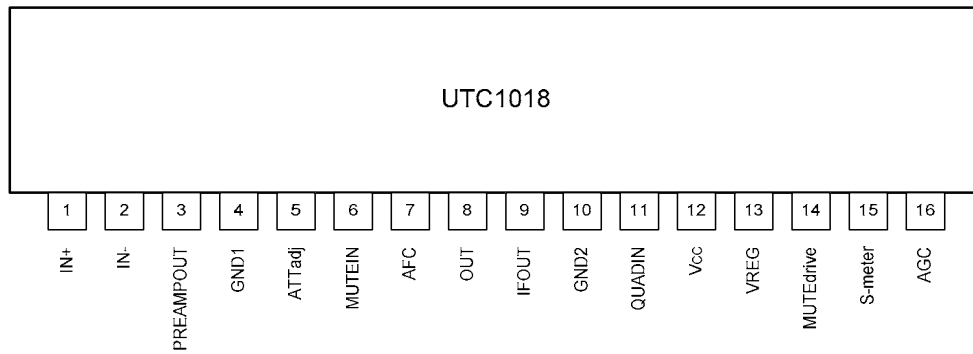 UTC1018
1 2 3 4 5 6 7 8 9 10 11 12 13 14 15 16
IN+
IN-
PREAMPOUT
GND1
ATTadj
MUTEIN
AFC
OUT
IFOUT
GND2
QUADIN
Vcc
VREG
MUTEdrive
S-meter
AGC